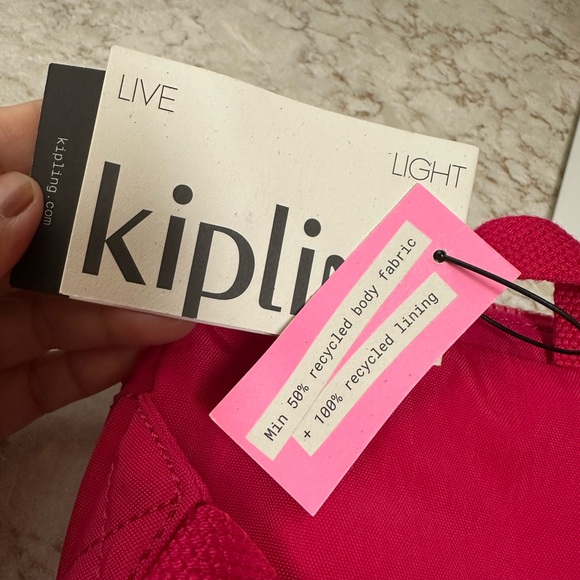 LIVE
LIGHT
kipling.com
kiplin
Min 50% recycled body fabric
+ 100% recycled lining